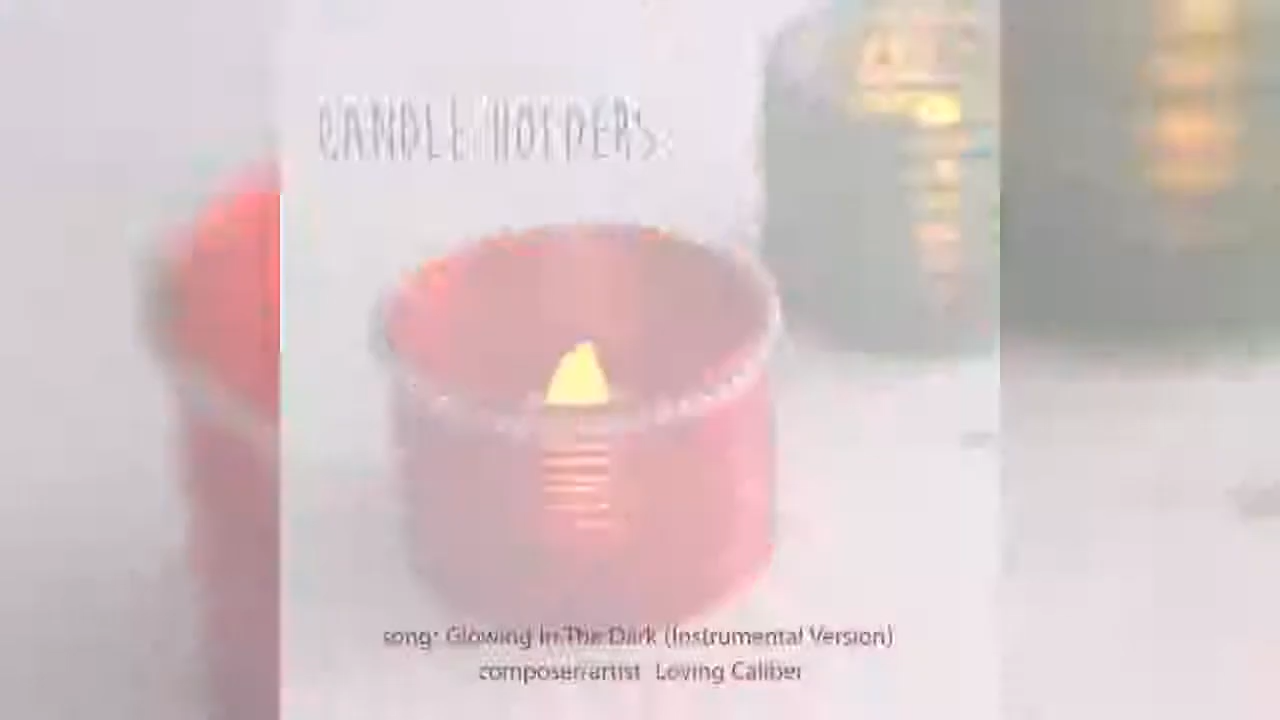 CANDLE HOLDERS
song: Glowing In The Dark (Instrumental Version)
composer/artist: Loving Caliber